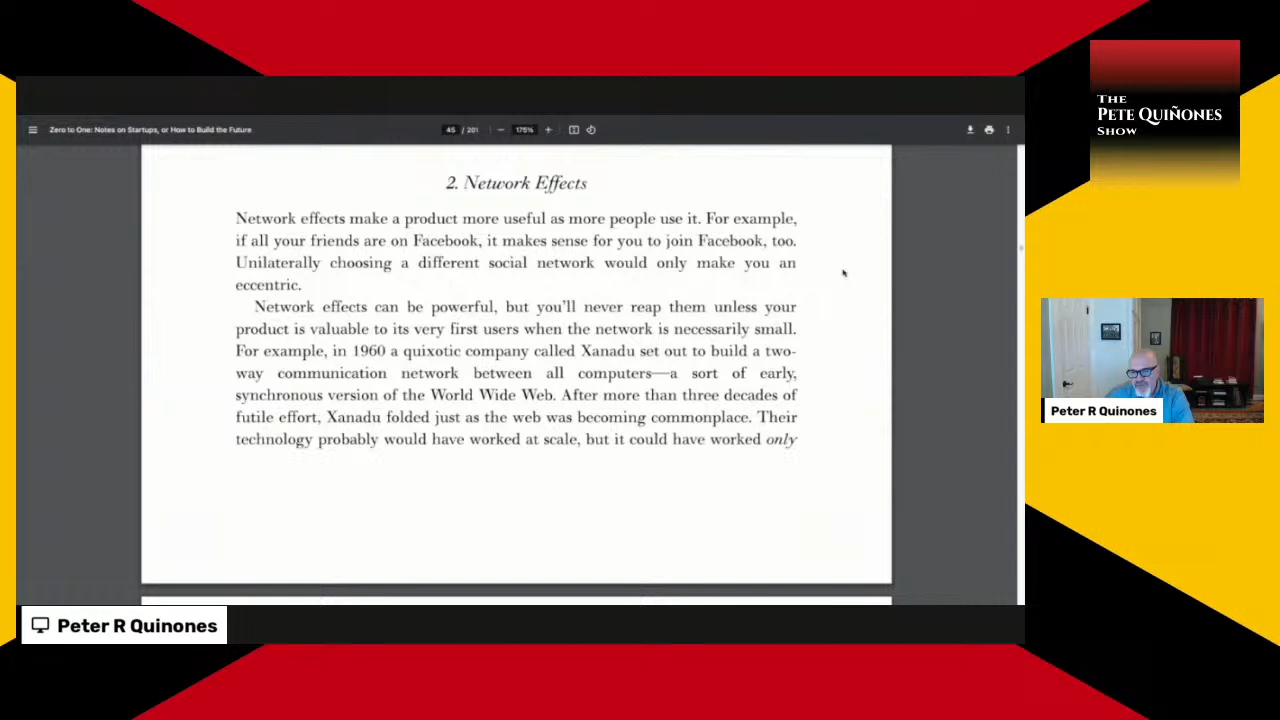 THE
PETE QUIÑONES
SHOW
Zero to One: Notes on Startups, or How to Build the Future
45 / 201
175%
2. Network Effects
Network effects make a product more useful as more people use it. For example,
if all your friends are on Facebook, it makes sense for you to join Facebook, too.
Unilaterally choosing a different social network would only make you an
eccentric.
Network effects can be powerful, but you’ll never reap them unless your
product is valuable to its very first users when the network is necessarily small.
For example, in 1960 a quixotic company called Xanadu set out to build a two-
way communication network between all computers—a sort of early,
synchronous version of the World Wide Web. After more than three decades of
futile effort, Xanadu folded just as the web was becoming commonplace. Their
technology probably would have worked at scale, but it could have worked only
Peter R Quinones
Peter R Quinones